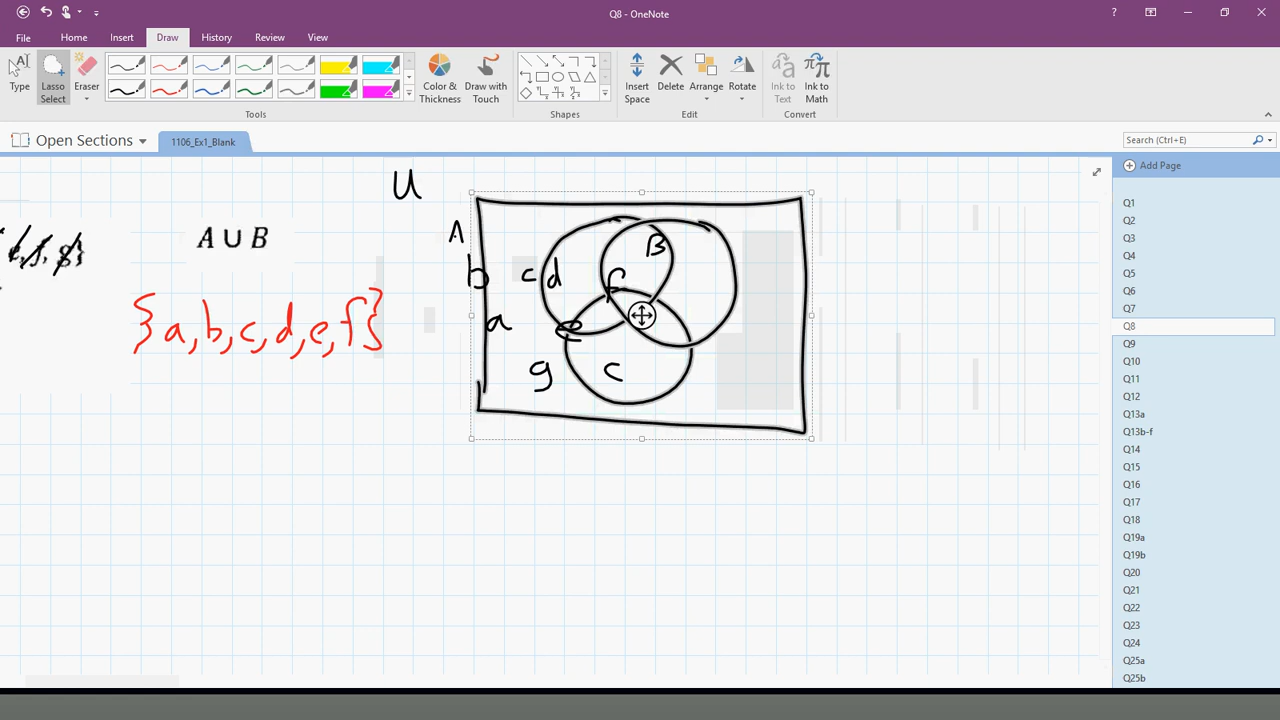 Q8 - OneNote
?
File Home Insert Draw History Review View
Type
Lasso Select
Eraser
Color & Thickness
Draw with Touch
Insert Space
Delete
Arrange
Rotate
Ink to Text
Ink to Math
Tools
Shapes
Edit
Convert
Open Sections
1106_Ex1_Blank
Search (Ctrl+E)
Add Page
U
e, f, g}
A ∪ B
{a, b, c, d, e, f}
A
B
b c d f
a e
g C
Q1
Q2
Q3
Q4
Q5
Q6
Q7
Q8
Q9
Q10
Q11
Q12
Q13a
Q13b-f
Q14
Q15
Q16
Q17
Q18
Q19a
Q19b
Q20
Q21
Q22
Q23
Q24
Q25a
Q25b